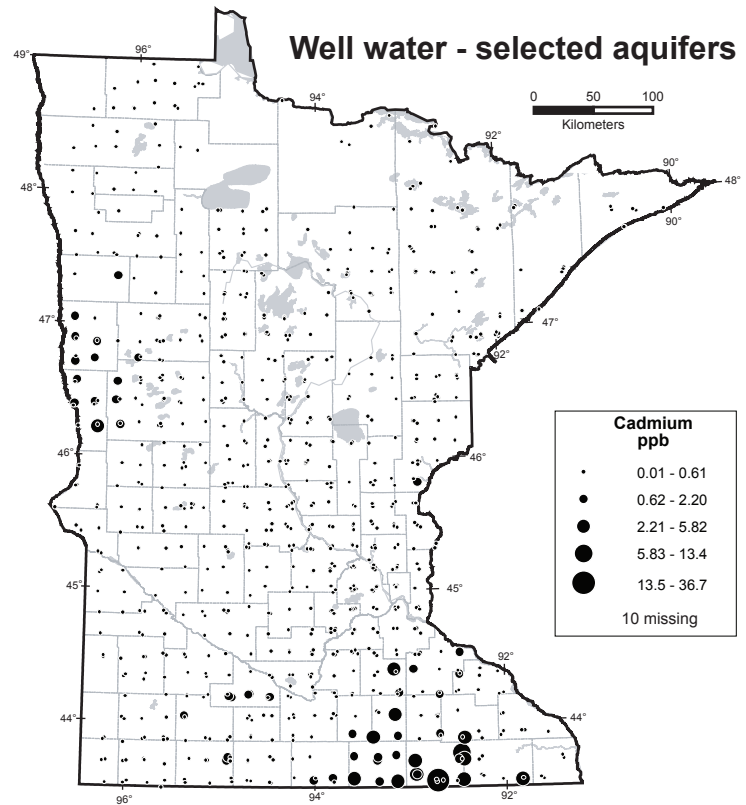 Well water - selected aquifers
49°
96°
94°
0 50 100
Kilometers
92°
90°
48°
48°
90°
47°
47°
92°
Cadmium
ppb
0.01 - 0.61
0.62 - 2.20
2.21 - 5.82
5.83 - 13.4
13.5 - 36.7
10 missing
46°
46°
45°
45°
92°
44°
44°
96°
94°
92°